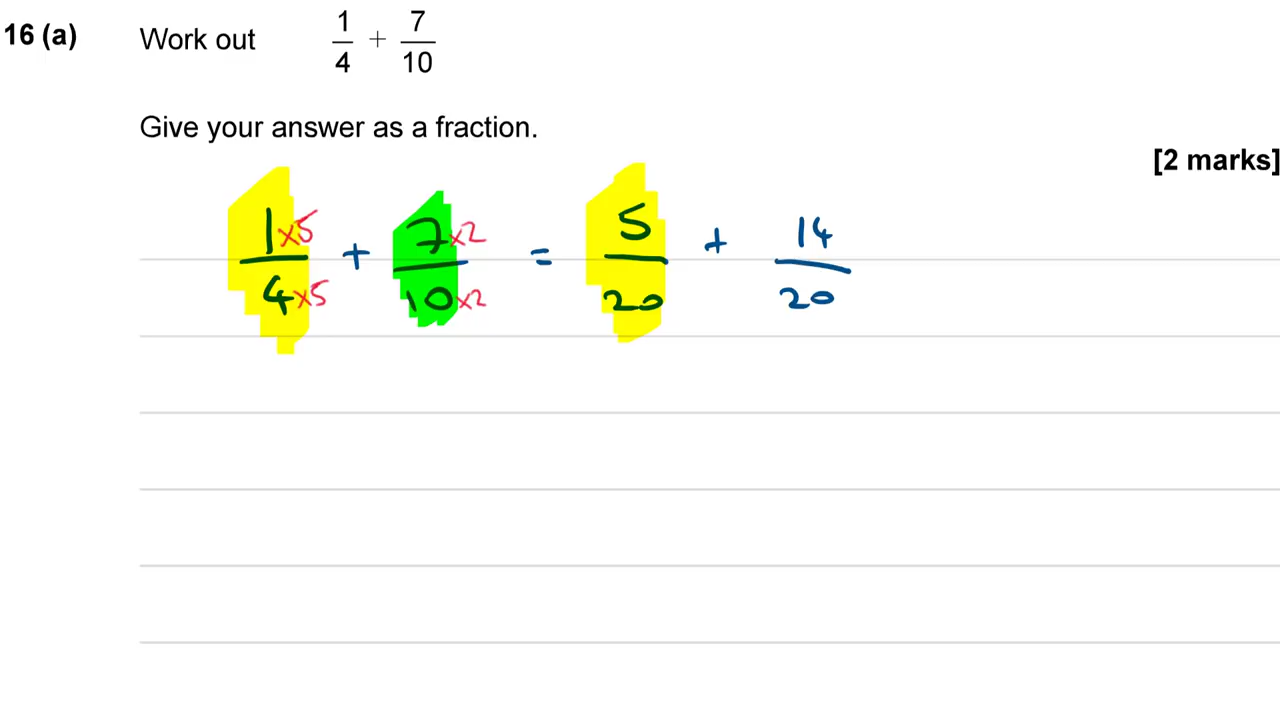 16 (a) Work out 1/4 + 7/10
Give your answer as a fraction.
[2 marks]
1×5/4×5 + 7×2/10×2 = 5/20 + 14/20